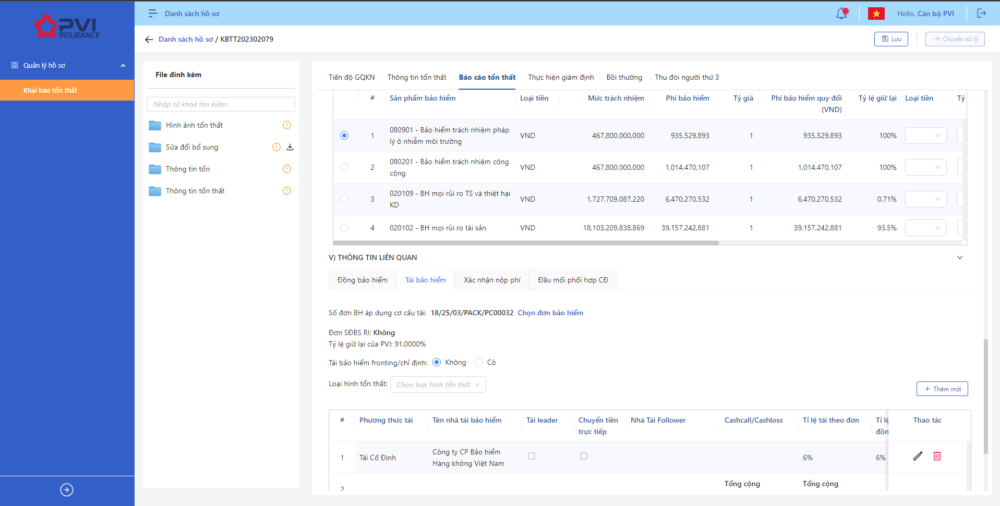 PVI
INSURANCE
Quản lý hồ sơ
Khai báo tổn thất
Danh sách hồ sơ
Hello, Cán bộ PVI
Danh sách hồ sơ / KBTT202302079
Lưu
Chuyển xử lý
File đính kèm
Nhập từ khoá tìm kiếm
Hình ảnh tổn thất
Sửa đổi bổ sung
Thông tin tổn
Thông tin tổn thất
Tiến độ GQKN Thông tin tổn thất Báo cáo tổn thất Thực hiện giám định Bồi thường Thu đòi người thứ 3
# Sản phẩm bảo hiểm Loại tiền Mức trách nhiệm Phí bảo hiểm Tỷ giá Phí bảo hiểm quy đổi Tỷ lệ giữ lại Loại tiền Tỷ
(VND)
080901 - Bảo hiểm trách nhiệm pháp
1 VND 467,800,000,000 935,529,893 1 935,529,893 100%
lý ô nhiễm môi trường
080201 - Bảo hiểm trách nhiệm công
2 VND 467,800,000,000 1,014,470,107 1 1,014,470,107 100%
cộng
020109 - BH mọi rủi ro TS và thiệt hại
3 VND 1,727,709,087,220 6,470,270,532 1 6,470,270,532 0.71%
KD
4 020102 - BH mọi rủi ro tài sản VND 18,103,209,838,869 39,157,242,881 1 39,157,242,881 93.5%
V) THÔNG TIN LIÊN QUAN
Đồng bảo hiểm Tái bảo hiểm Xác nhận nộp phí Đầu mối phối hợp CĐ
Số đơn BH áp dụng cơ cấu tái: 18/25/03/PACK/PC00032 Chọn đơn bảo hiểm
Đơn SĐBS RI: Không
Tỷ lệ giữ lại của PVI: 91.0000%
Tái bảo hiểm fronting/chỉ định: Không Có
Loại hình tổn thất: Chọn loại hình tổn thất
Thêm mới
# Phương thức tái Tên nhà tái bảo hiểm Tái leader Chuyển tiền Nhà Tái Follower Cashcall/Cashloss Tỉ lệ tái theo đơn Tỉ lệ Thao tác
trực tiếp đồn
Công ty CP Bảo hiểm
1 Tái Cố Định 6% 6%
Hàng không Việt Nam
Tổng cộng Tổng cộng
2